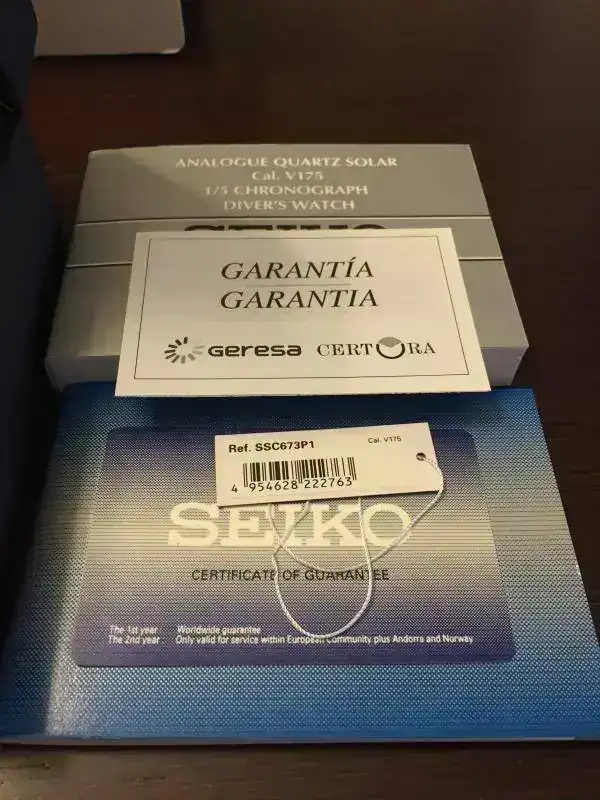 ANALOGUE QUARTZ SOLAR
Cal. V175
1/5 CHRONOGRAPH
DIVER'S WATCH
SEIKO
GARANTÍA
GARANTIA
Geresa CERTORA
Ref. SSC673P1 Cal. V175
4 954628 222763
SEIKO
CERTIFICATE OF GUARANTEE
The 1st year Worldwide guarantee
The 2nd year Only valid for service within European Community plus Andorra and Norway